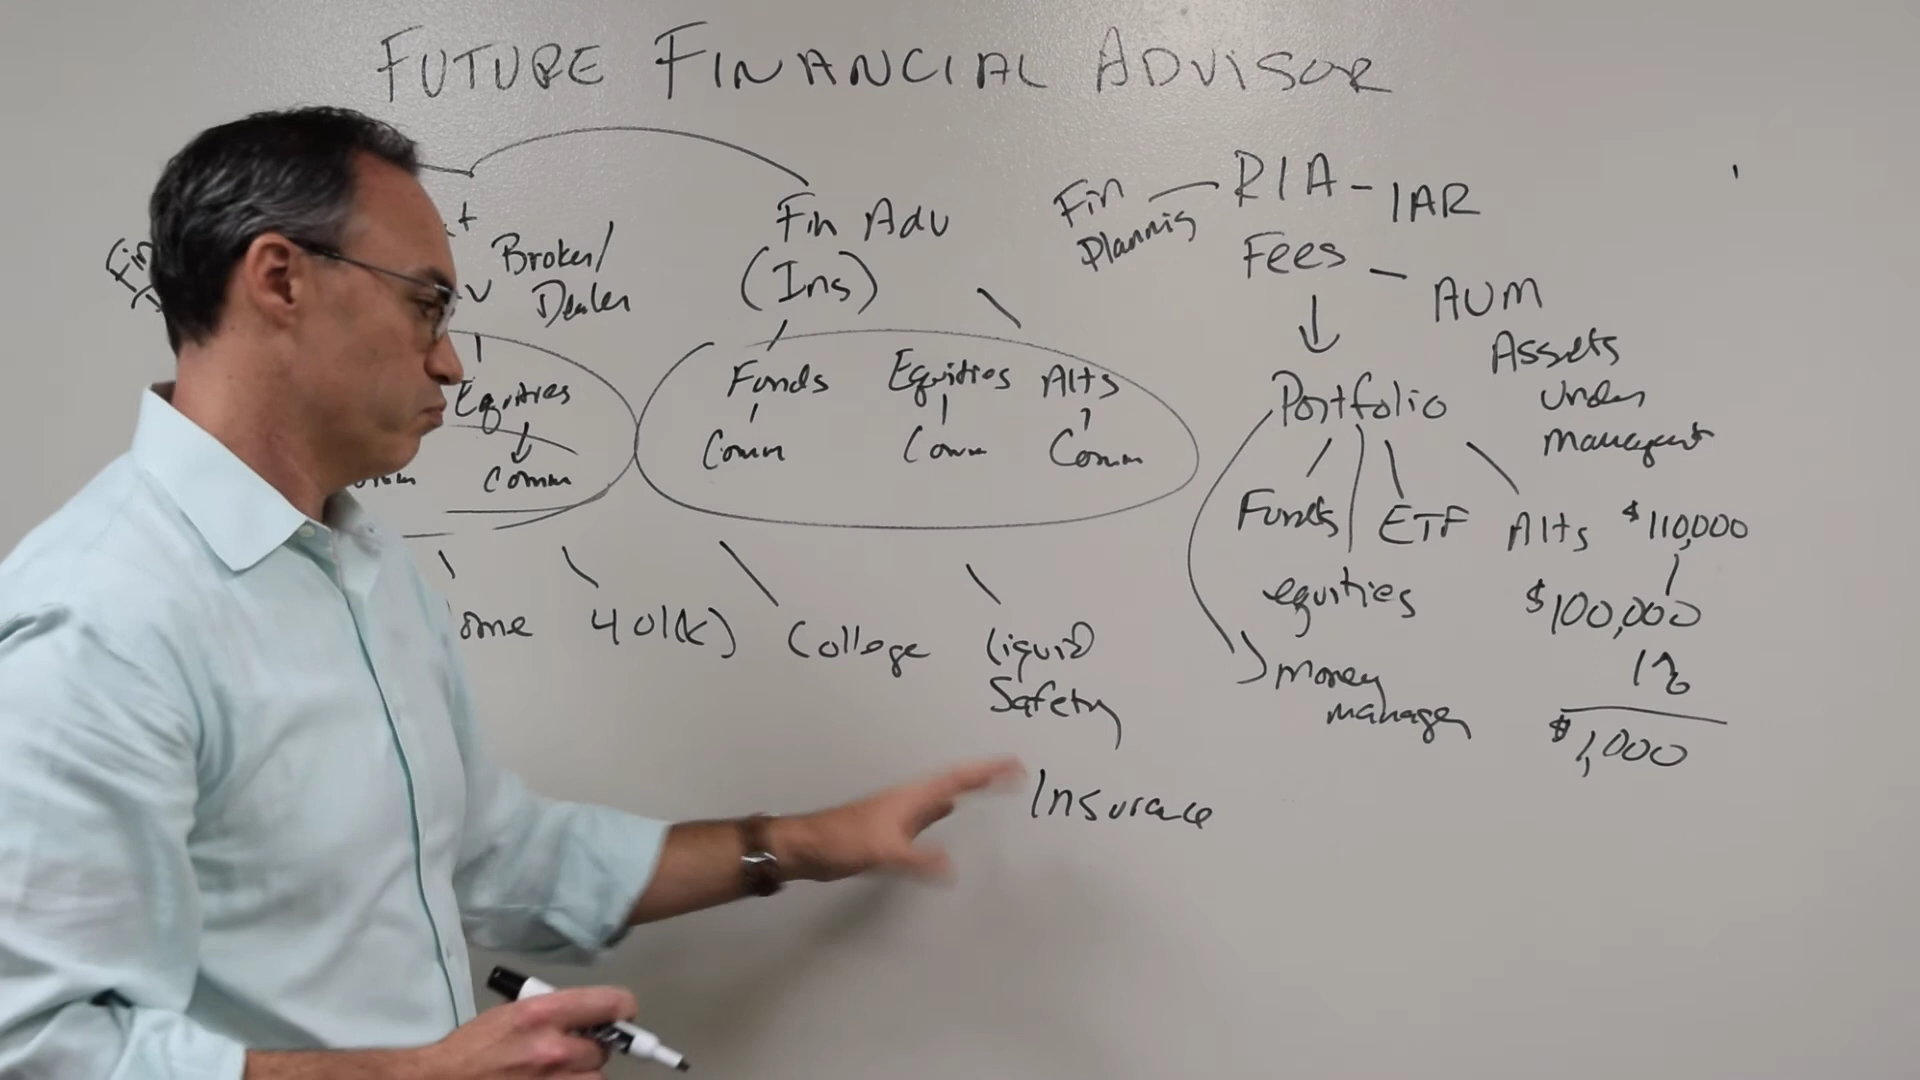 FUTURE FINANCIAL ADVISOR
Fin
Broker/
Dealer
Equities
Comm
Fin Adv
(Ins)
Funds Equities Alts
Comm Comm Comm
401(k) College Liquid
Safety
Insurance
Fin
Planning
RIA - IAR
Fees - AUM
Assets
Under
Management
Portfolio
Funds ETF Alts
equities
Money
manager
$110,000
$100,000
1%
$1,000